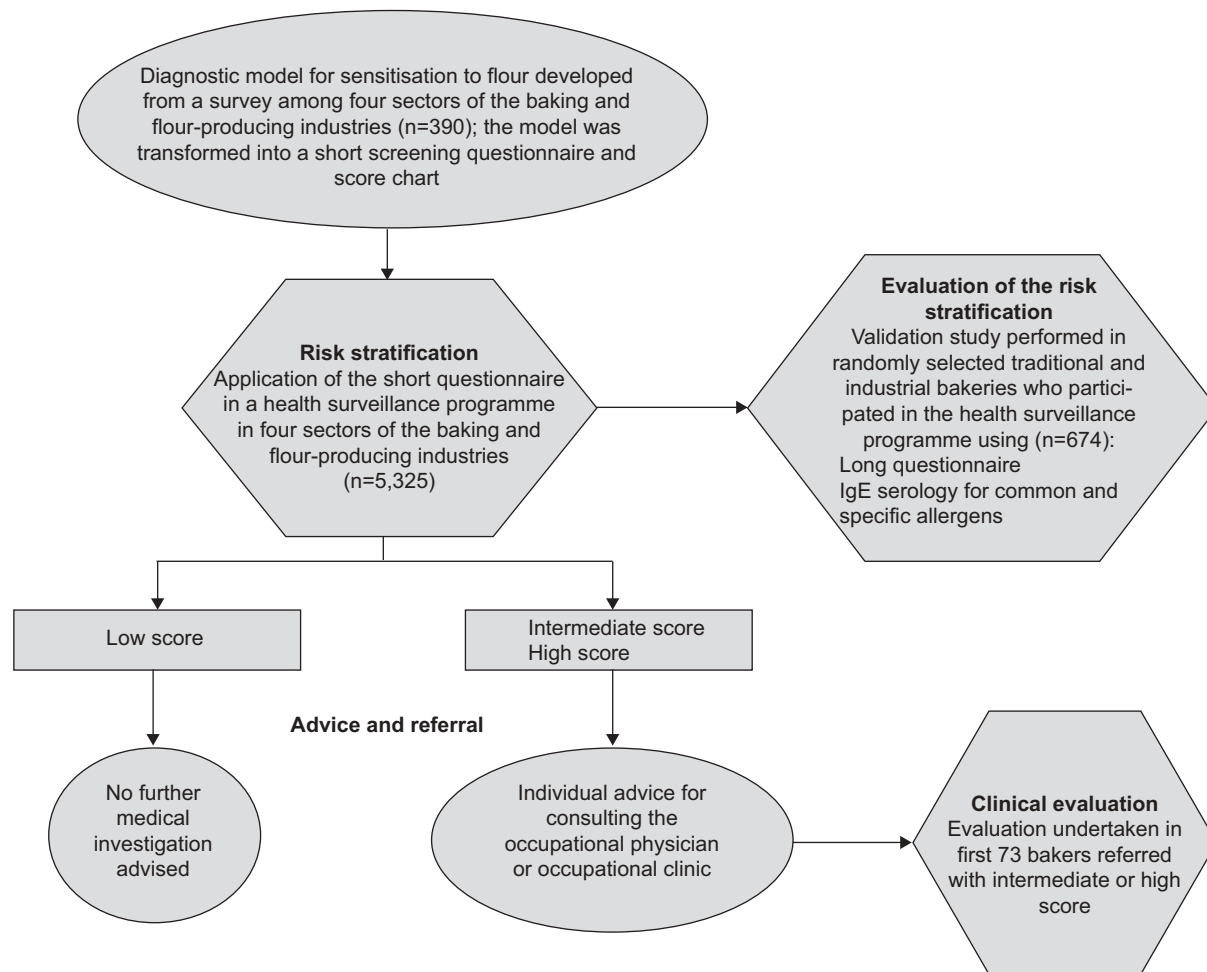 Diagnostic model for sensitisation to flour developed
from a survey among four sectors of the baking and
flour-producing industries (n=390); the model was
transformed into a short screening questionnaire and
score chart
Risk stratification
Application of the short questionnaire
in a health surveillance programme
in four sectors of the baking and
flour-producing industries
(n=5,325)
Evaluation of the risk
stratification
Validation study performed in
randomly selected traditional and
industrial bakeries who partici-
pated in the health surveillance
programme using (n=674):
Long questionnaire
IgE serology for common and
specific allergens
Low score
Intermediate score
High score
Advice and referral
No further
medical
investigation
advised
Individual advice for
consulting the
occupational physician
or occupational clinic
Clinical evaluation
Evaluation undertaken in
first 73 bakers referred
with intermediate or high
score